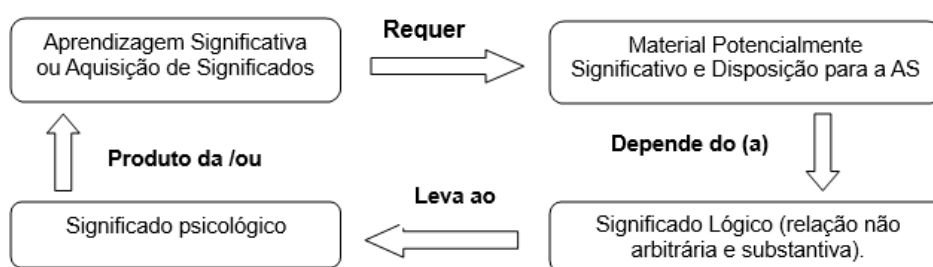 Aprendizagem Significativa
ou Aquisição de Significados
Requer
Material Potencialmente
Significativo e Disposição para a AS
Produto da /ou
Depende do (a)
Significado psicológico
Leva ao
Significado Lógico (relação não
arbitrária e substantiva).